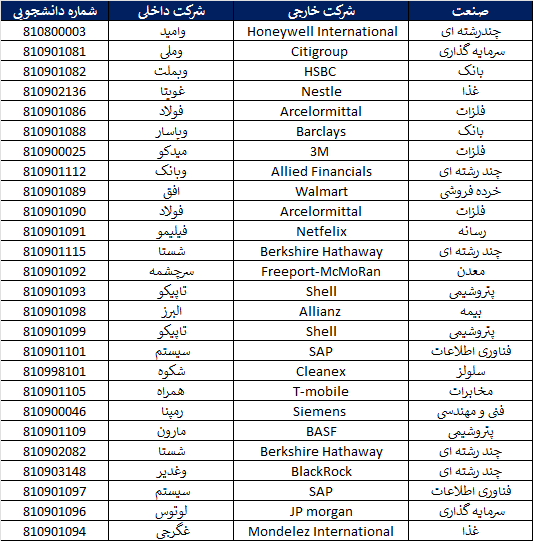 صنعت شرکت خارجی شرکت داخلی شماره دانشجویی
چندرشته ای Honeywell International وامید 810800003
سرمایه گذاری Citigroup وملی 810901081
بانک HSBC وبملت 810901082
غذا Nestle غویتا 810902136
فلزات Arcelormittal فولاد 810901086
بانک Barclays وپاسار 810901088
فلزات 3M میدکو 810900025
چند رشته ای Allied Financials وبانک 810901112
خرده فروشی Walmart افق 810901089
فلزات Arcelormittal فولاد 810901090
رسانه Netfelix فیلیمو 810901091
چند رشته ای Berkshire Hathaway شستا 810901115
معدن Freeport-McMoRan سرچشمه 810901092
پتروشیمی Shell تاپیکو 810901093
بیمه Allianz البرز 810901098
پتروشیمی Shell تاپیکو 810901099
فناوری اطلاعات SAP سیستم 810901101
سلولز Cleanex شکوه 810998101
مخابرات T-mobile همراه 810901105
فنی و مهندسی Siemens رمپنا 810900046
پتروشیمی BASF مارون 810901109
چند رشته ای Berkshire Hathaway شستا 810902082
چند رشته ای BlackRock وغدیر 810903148
فناوری اطلاعات SAP سیستم 810901097
سرمایه گذاری JP morgan لوتوس 810901096
غذا Mondelez International غگرجی 810901094